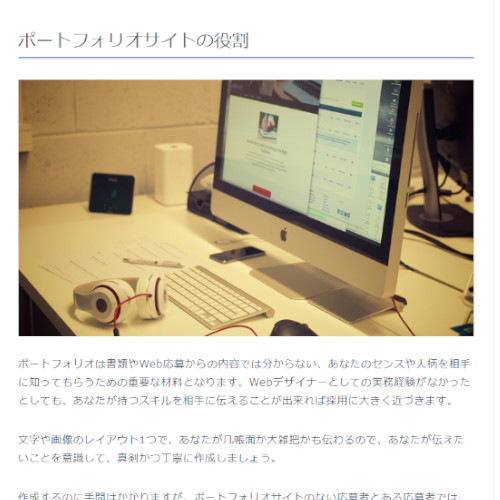 ポートフォリオサイトの役割
ポートフォリオは書類やWeb応募からの内容では分からない、あなたのセンスや人柄を相手
に知ってもらうための重要な材料となります。Webデザイナーとしての実務経験がなかった
としても、あなたが持つスキルを相手に伝えることが出来れば採用に大きく近づきます。
文字や画像のレイアウト1つで、あなたが几帳面か大雑把かも伝わるので、あなたが伝えた
いことを意識して、真剣かつ丁寧に作成しましょう。
作成するのに手間はかかりますが、ポートフォリオサイトのない応募者とある応募者では、